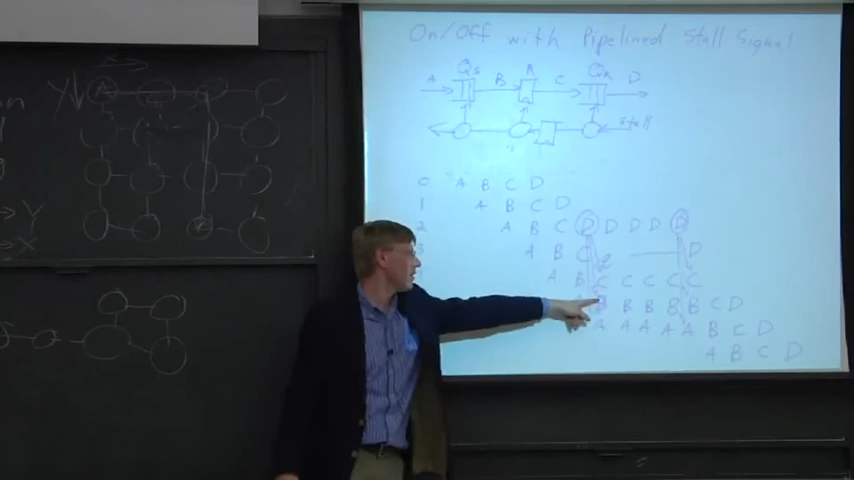 On/Off with Pipelined Stall Signal
A QS B R C QR D
stall
0 A B C D
1 A B C D
2 A B C D D D D D
3 A B C D
A B C C C C C
B B B B B C D
A A A A A B C D
A B C D
Y A
Y
X
Z